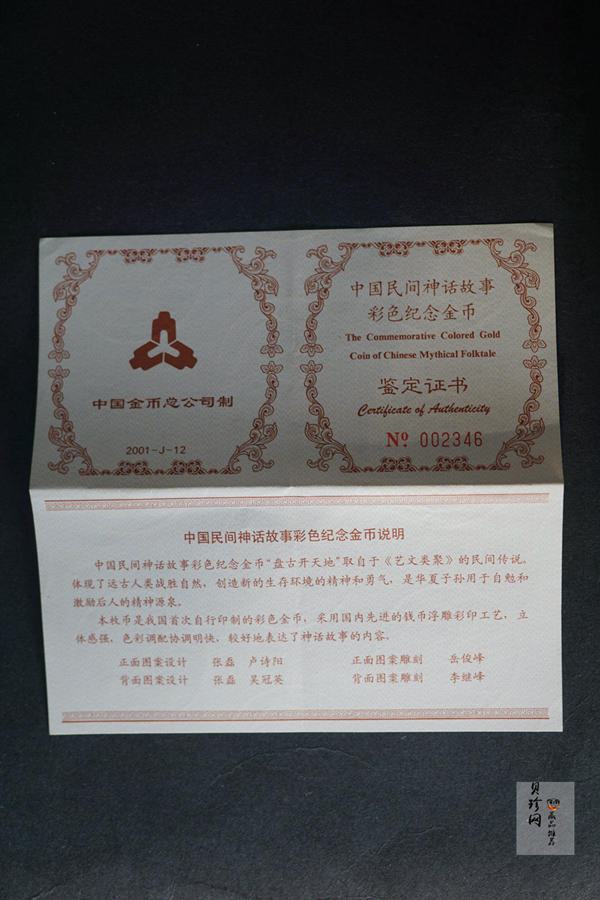 中国金币总公司制
2001-J-12
中国民间神话故事
彩色纪念金币
The Commemorative Colored Gold
Coin of Chinese Mythical Folktale
鉴定证书
Certificate of Authenticity
Nº 002346
中国民间神话故事彩色纪念金币说明
中国民间神话故事彩色纪念金币“盘古开天地”取自于《艺文类聚》的民间传说。
体现了远古人类战胜自然，创造新的生存环境的精神和勇气，是华夏子孙用于自勉和
激励后人的精神源泉。
本枚币是我国首次自行印制的彩色金币，采用国内先进的钱币浮雕彩印工艺，立
体感强，色彩调配协调明快，较好地表达了神话故事的内容。
正面图案设计 张磊 卢诗阳 正面图案雕刻 岳俊峰
背面图案设计 张磊 吴冠英 背面图案雕刻 李继峰
贝珍网
藏品推荐